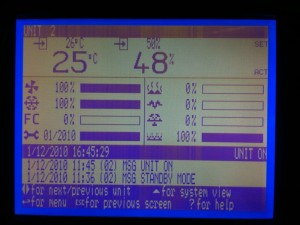 UNIT 2
26°C 50% SET
25°C 48% ACT
100% 0%
100% 0%
FC 0% 0%
01/2010 100%
1/12/2010 16:45:29 UNIT ON
1/12/2010 11:45 (02) MSG UNIT ON
1/12/2010 11:36 (02) MSG STANDBY MODE
for next/previous unit for system view
for menu ESC for previous screen ? for help